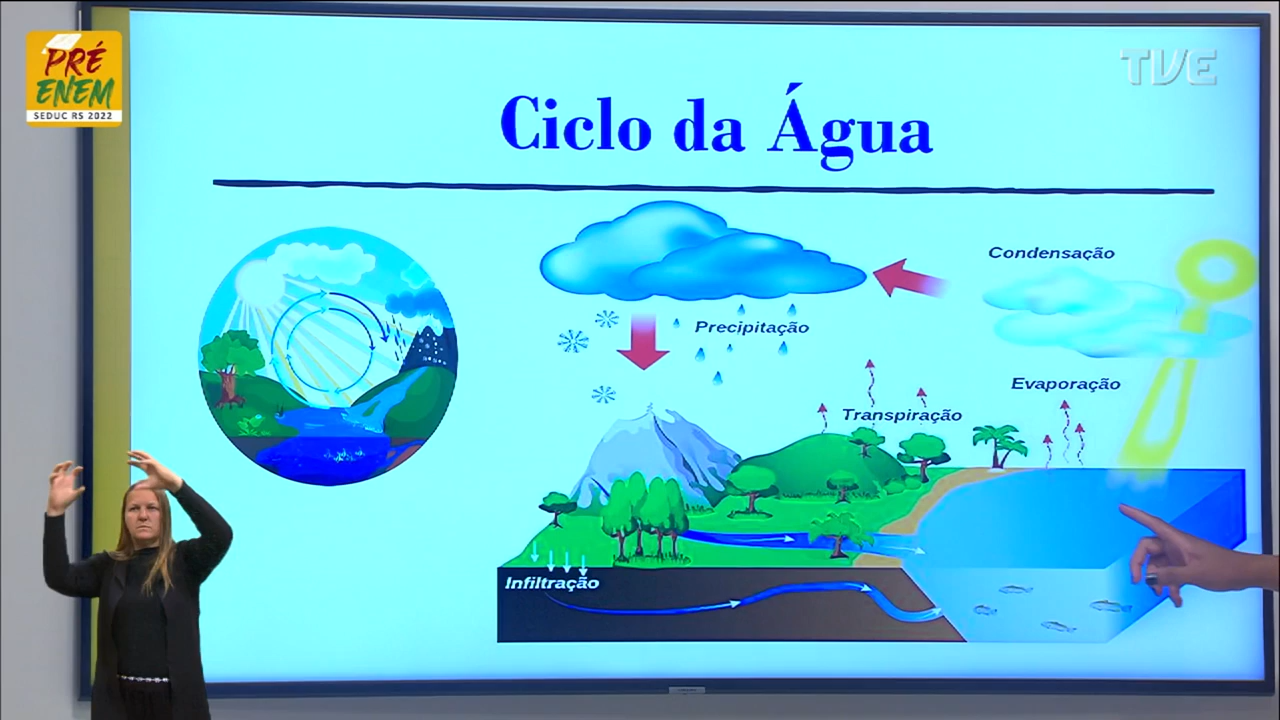 PRÉ
ENEM
SEDUC RS 2022
TVE
Ciclo da Água
Condensação
Precipitação
Evaporação
Transpiração
Infiltração